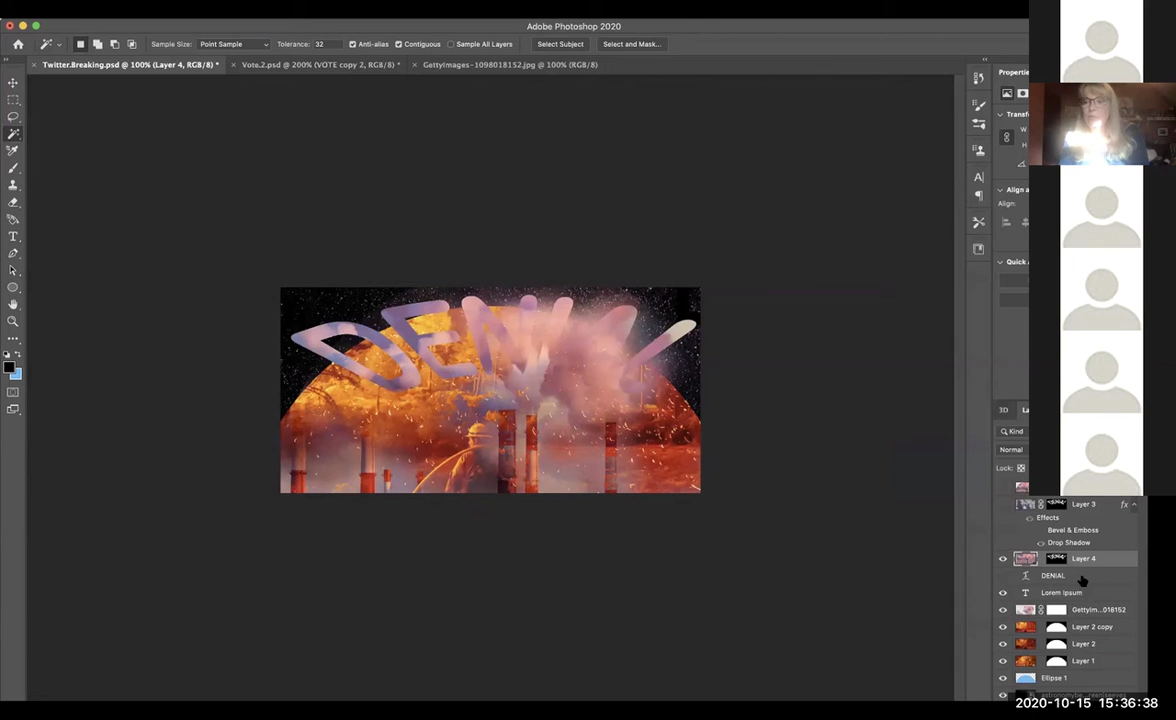 Adobe Photoshop 2020
Sample Size: Point Sample Tolerance: 32 Anti-alias Contiguous Sample All Layers Select Subject Select and Mask...
Twitter.Breaking.psd @ 100% (Layer 4, RGB/8) * Vote.2.psd @ 200% (VOTE copy 2, RGB/8) * GettyImages-1098018152.jpg @ 100% (RGB/8)
Properties
Transform
W
H
Align a
Align:
Quick
DENIAL
3D La
Kind
Normal
Lock:
Layer 3 fx
Effects
Bevel & Emboss
Drop Shadow
Layer 4
DENIAL
Lorem Ipsum
GettyIm...018152
Layer 2 copy
Layer 2
Layer 1
Ellipse 1
2020-10-15 15:36:38